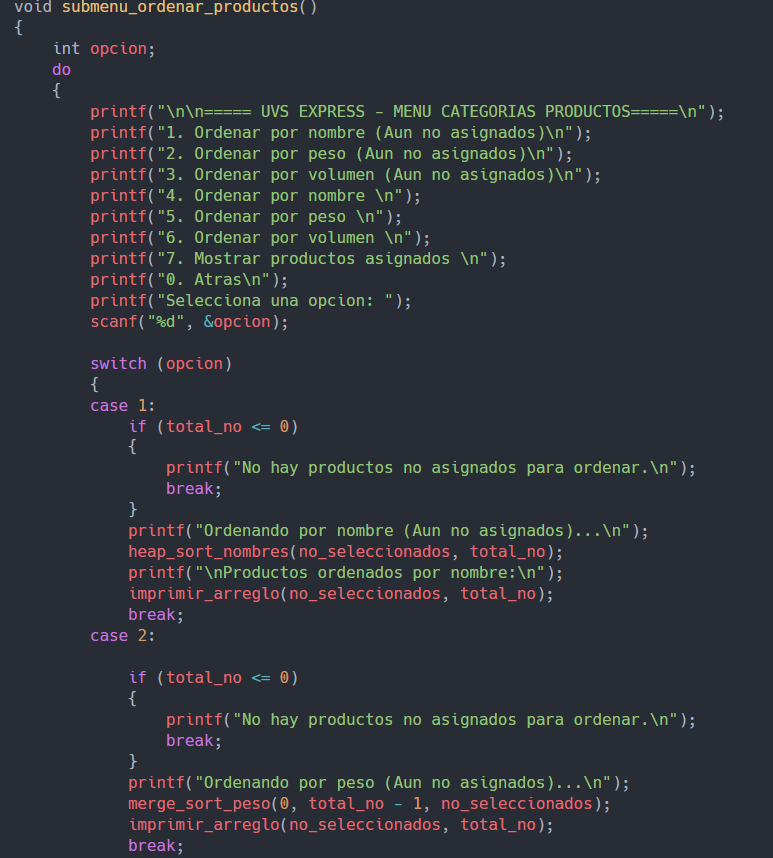 void submenu_ordenar_productos()
{
    int opcion;
    do
    {
        printf("\n\n===== UVS EXPRESS - MENU CATEGORIAS PRODUCTOS=====\n");
        printf("1. Ordenar por nombre (Aun no asignados)\n");
        printf("2. Ordenar por peso (Aun no asignados)\n");
        printf("3. Ordenar por volumen (Aun no asignados)\n");
        printf("4. Ordenar por nombre \n");
        printf("5. Ordenar por peso \n");
        printf("6. Ordenar por volumen \n");
        printf("7. Mostrar productos asignados \n");
        printf("0. Atras\n");
        printf("Selecciona una opcion: ");
        scanf("%d", &opcion);

        switch (opcion)
        {
        case 1:
            if (total_no <= 0)
            {
                printf("No hay productos no asignados para ordenar.\n");
                break;
            }
            printf("Ordenando por nombre (Aun no asignados)...\n");
            heap_sort_nombres(no_seleccionados, total_no);
            printf("\nProductos ordenados por nombre:\n");
            imprimir_arreglo(no_seleccionados, total_no);
            break;
        case 2:

            if (total_no <= 0)
            {
                printf("No hay productos no asignados para ordenar.\n");
                break;
            }
            printf("Ordenando por peso (Aun no asignados)...\n");
            merge_sort_peso(0, total_no - 1, no_seleccionados);
            imprimir_arreglo(no_seleccionados, total_no);
            break;